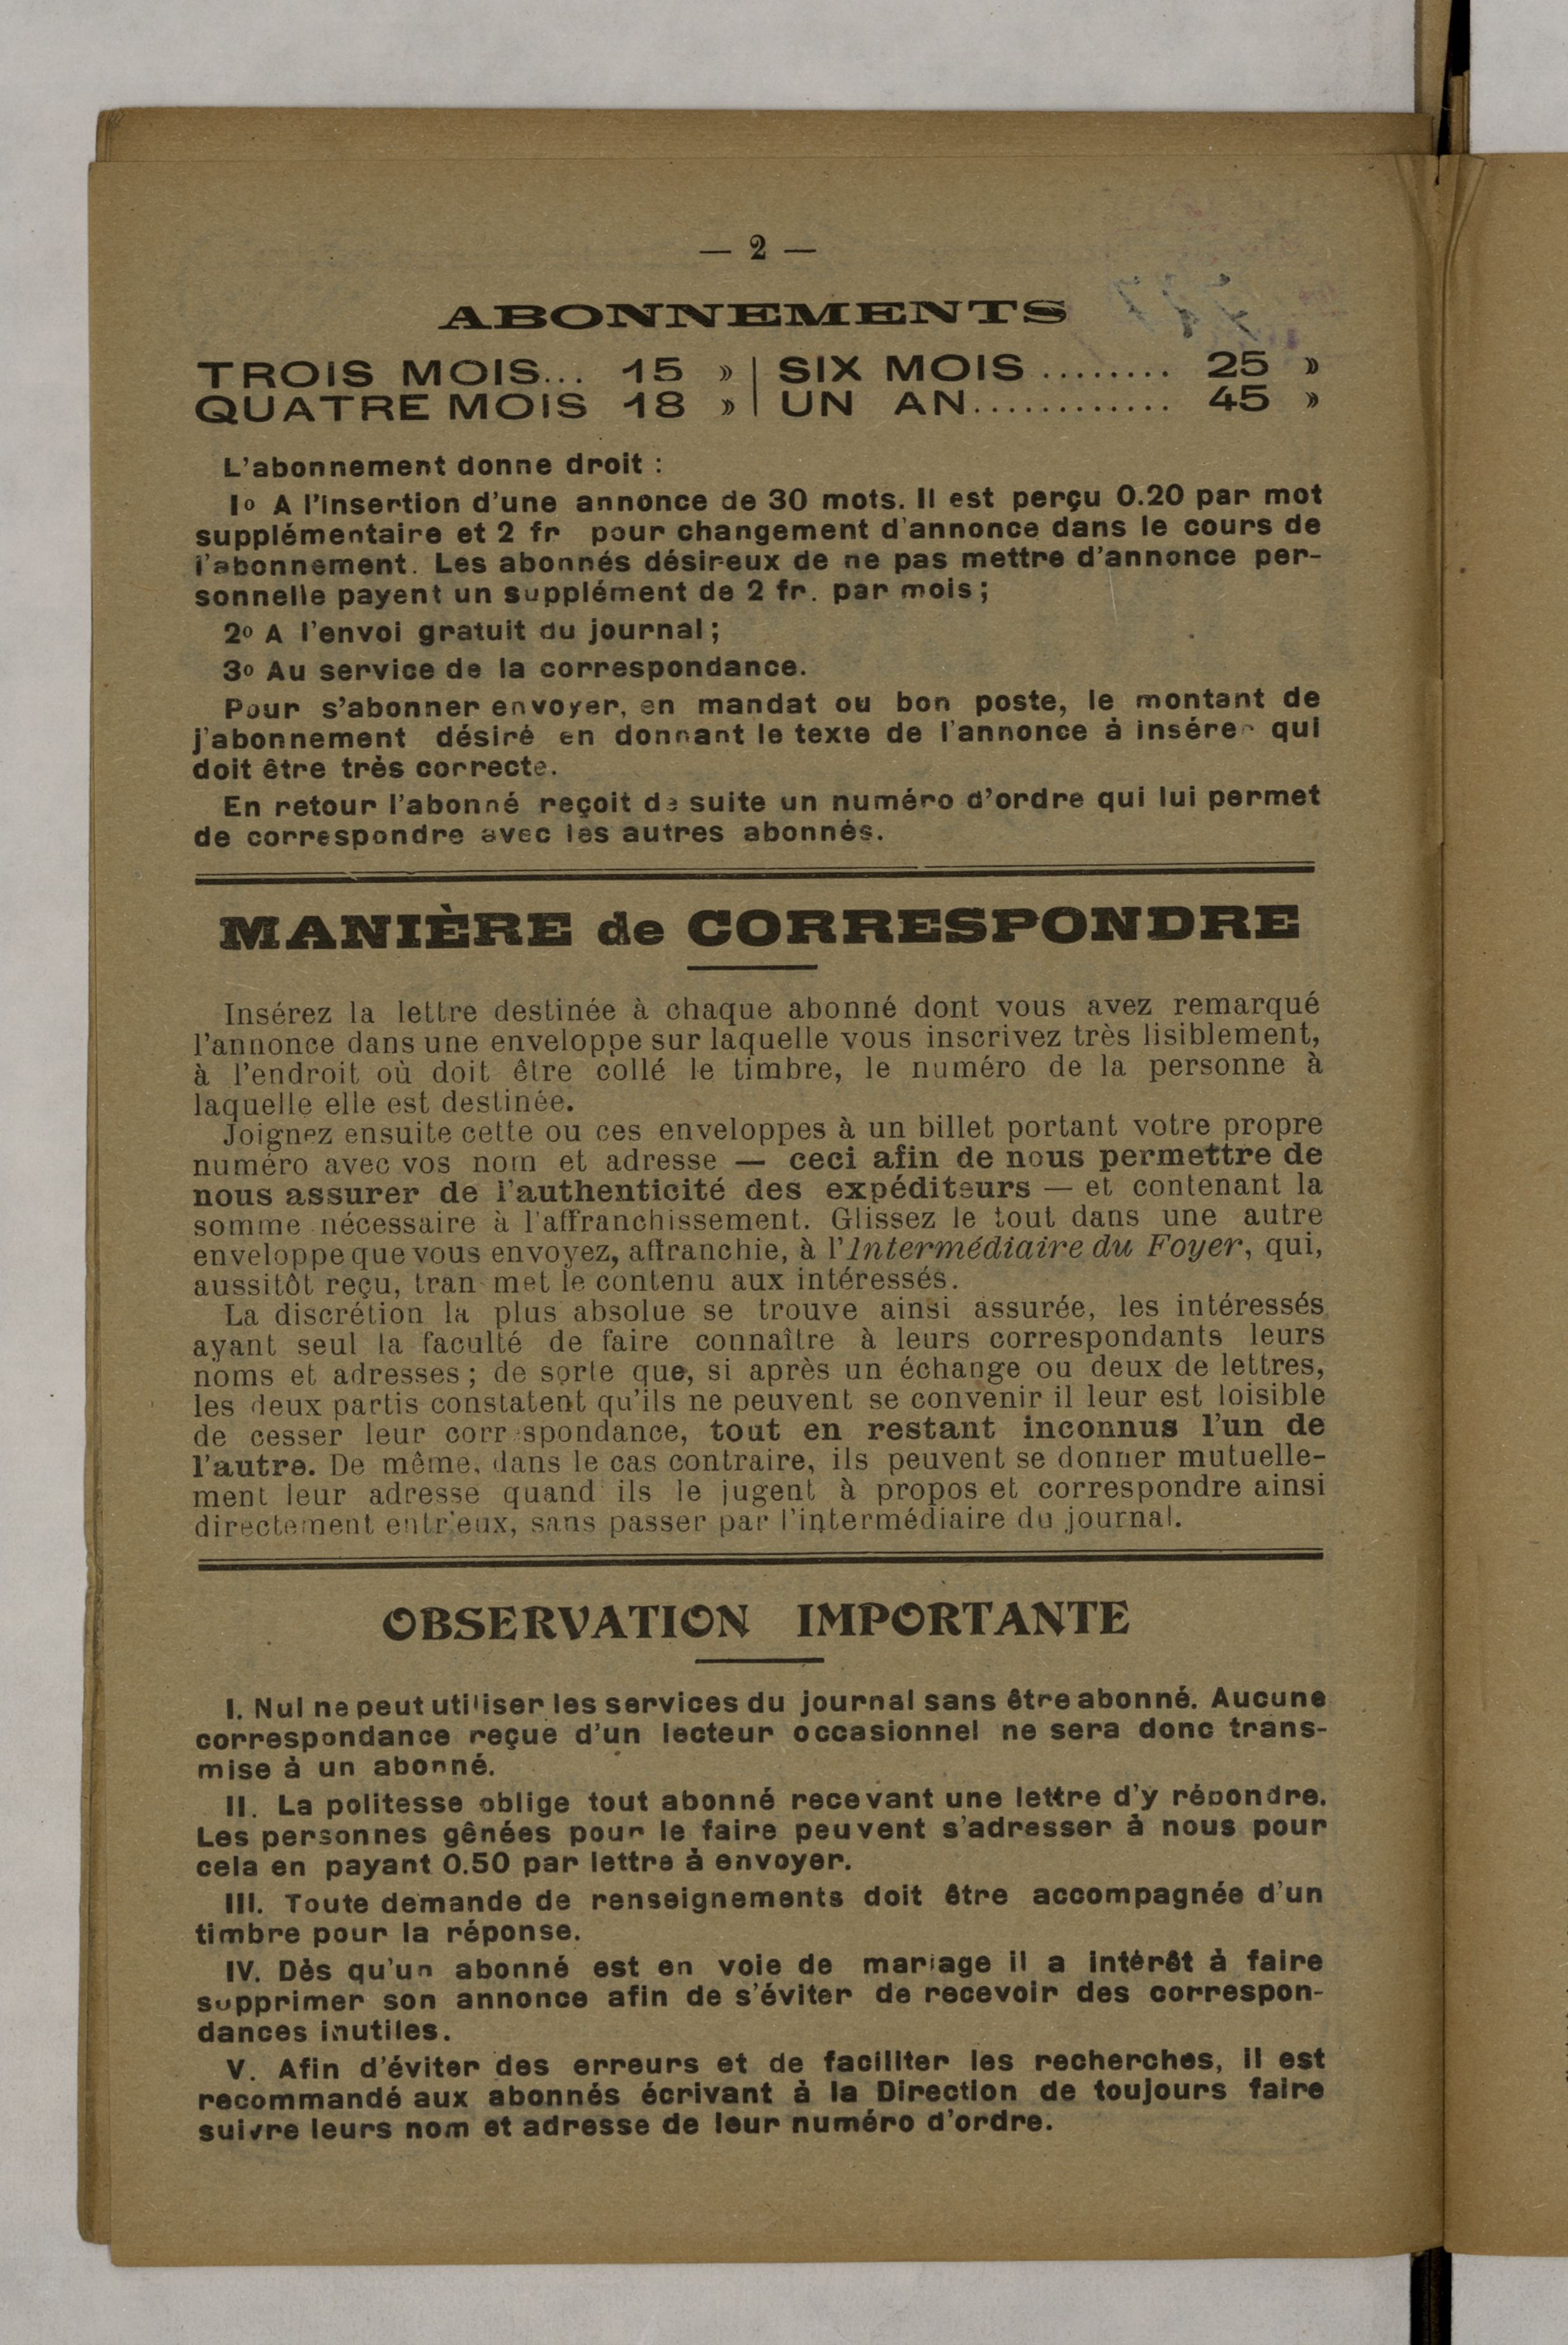 — 2 —
ABONNEMENTS
TROIS MOIS... 15 » | SIX MOIS ........ 25 »
QUATRE MOIS 18 » | UN AN............ 45 »
L'abonnement donne droit :
1º A l'insertion d'une annonce de 30 mots. Il est perçu 0.20 par mot
supplémentaire et 2 fr pour changement d'annonce dans le cours de
l'abonnement. Les abonnés désireux de ne pas mettre d'annonce per-
sonnelle payent un supplément de 2 fr. par mois ;
2º A l'envoi gratuit du journal ;
3º Au service de la correspondance.
Pour s'abonner envoyer, en mandat ou bon poste, le montant de
j'abonnement désiré en donnant le texte de l'annonce à insérer qui
doit être très correcte.
En retour l'abonné reçoit de suite un numéro d'ordre qui lui permet
de correspondre avec les autres abonnés.
MANIÈRE de CORRESPONDRE
Insérez la lettre destinée à chaque abonné dont vous avez remarqué
l'annonce dans une enveloppe sur laquelle vous inscrivez très lisiblement,
à l'endroit où doit être collé le timbre, le numéro de la personne à
laquelle elle est destinée.
Joignez ensuite cette ou ces enveloppes à un billet portant votre propre
numéro avec vos nom et adresse — ceci afin de nous permettre de
nous assurer de l'authenticité des expéditeurs — et contenant la
somme nécessaire à l'affranchissement. Glissez le tout dans une autre
enveloppe que vous envoyez, affranchie, à l'Intermédiaire du Foyer, qui,
aussitôt reçu, tran met le contenu aux intéressés.
La discrétion la plus absolue se trouve ainsi assurée, les intéressés
ayant seul la faculté de faire connaître à leurs correspondants leurs
noms et adresses ; de sorte que, si après un échange ou deux de lettres,
les deux partis constatent qu'ils ne peuvent se convenir il leur est loisible
de cesser leur correspondance, tout en restant inconnus l'un de
l'autre. De même, dans le cas contraire, ils peuvent se donner mutuelle-
ment leur adresse quand ils le jugent à propos et correspondre ainsi
directement entr'eux, sans passer par l'intermédiaire du journal.
OBSERVATION IMPORTANTE
I. Nul ne peut utiliser les services du journal sans être abonné. Aucune
correspondance reçue d'un lecteur occasionnel ne sera donc trans-
mise à un abonné.
II. La politesse oblige tout abonné recevant une lettre d'y répondre.
Les personnes gênées pour le faire peuvent s'adresser à nous pour
cela en payant 0.50 par lettre à envoyer.
III. Toute demande de renseignements doit être accompagnée d'un
timbre pour la réponse.
IV. Dès qu'un abonné est en voie de mariage il a intérêt à faire
supprimer son annonce afin de s'éviter de recevoir des correspon-
dances inutiles.
V. Afin d'éviter des erreurs et de faciliter les recherches, il est
recommandé aux abonnés écrivant à la Direction de toujours faire
suivre leurs nom et adresse de leur numéro d'ordre.